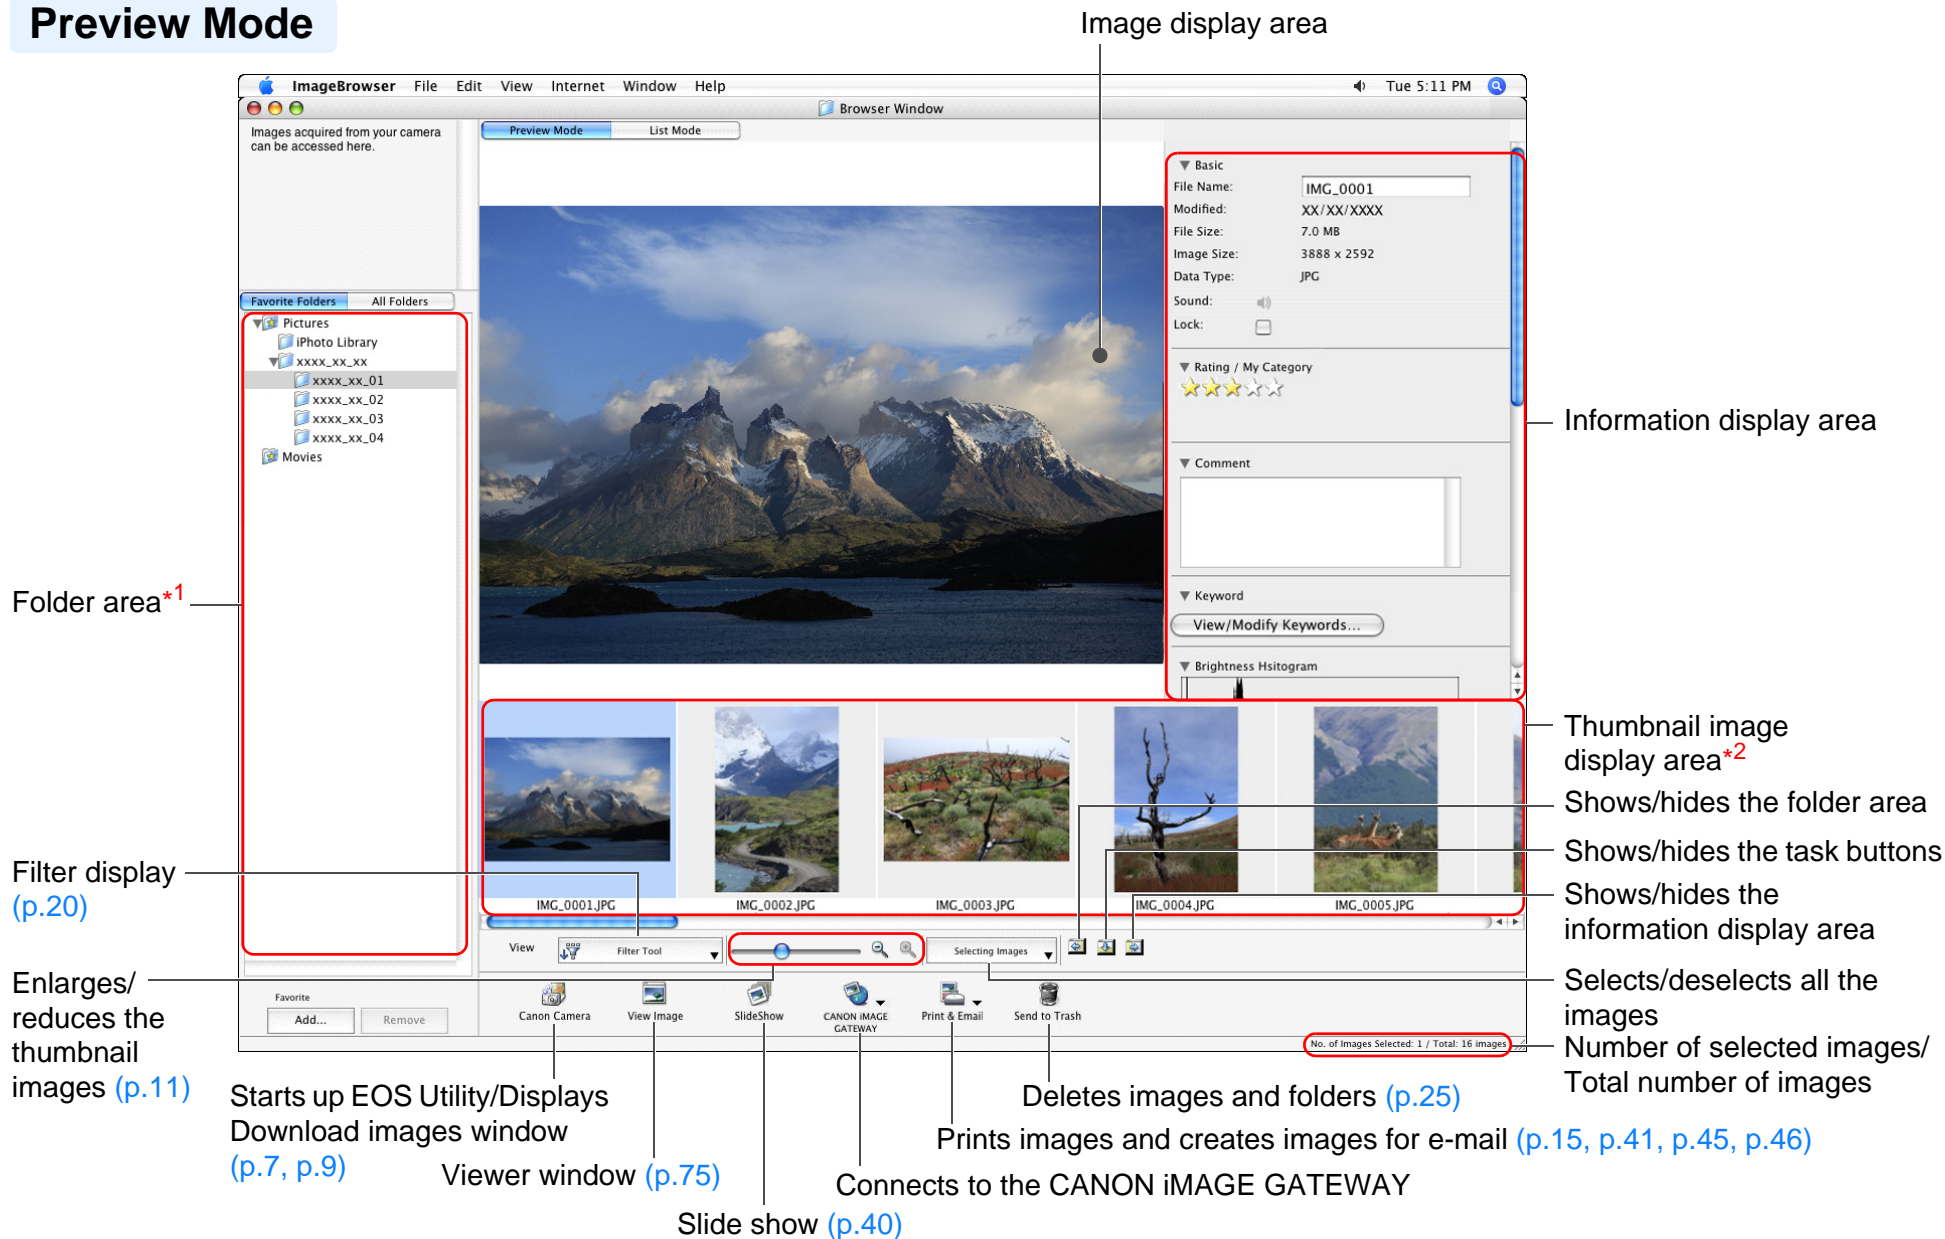 Preview Mode
Image display area
ImageBrowser File Edit View Internet Window Help
Tue 5:11 PM
Browser Window
Images acquired from your camera
can be accessed here.
Preview Mode
List Mode
Basic
File Name:
IMG_0001
Modified:
XX/XX/XXXX
File Size:
7.0 MB
Image Size:
3888 x 2592
Data Type:
JPG
Sound:
Lock:
Rating / My Category
Comment
Keyword
View/Modify Keywords...
Brightness Hsitogram
Favorite Folders
All Folders
Pictures
iPhoto Library
xxxx_xx_xx
xxxx_xx_01
xxxx_xx_02
xxxx_xx_03
xxxx_xx_04
Movies
Information display area
Folder area*1
Thumbnail image
display area*2
Shows/hides the folder area
Shows/hides the task buttons
Shows/hides the
information display area
Filter display
(p.20)
IMG_0001.JPG
IMG_0002.JPG
IMG_0003.JPG
IMG_0004.JPG
IMG_0005.JPG
View
Filter Tool
Selecting Images
Enlarges/
reduces the
thumbnail
images (p.11)
Selects/deselects all the
images
Favorite
Add...
Remove
Canon Camera
View Image
SlideShow
CANON iMAGE
GATEWAY
Print & Email
Send to Trash
No. of Images Selected: 1 / Total: 16 images
Number of selected images/
Total number of images
Starts up EOS Utility/Displays
Download images window
(p.7, p.9)
Deletes images and folders (p.25)
Prints images and creates images for e-mail (p.15, p.41, p.45, p.46)
Viewer window (p.75)
Connects to the CANON iMAGE GATEWAY
Slide show (p.40)